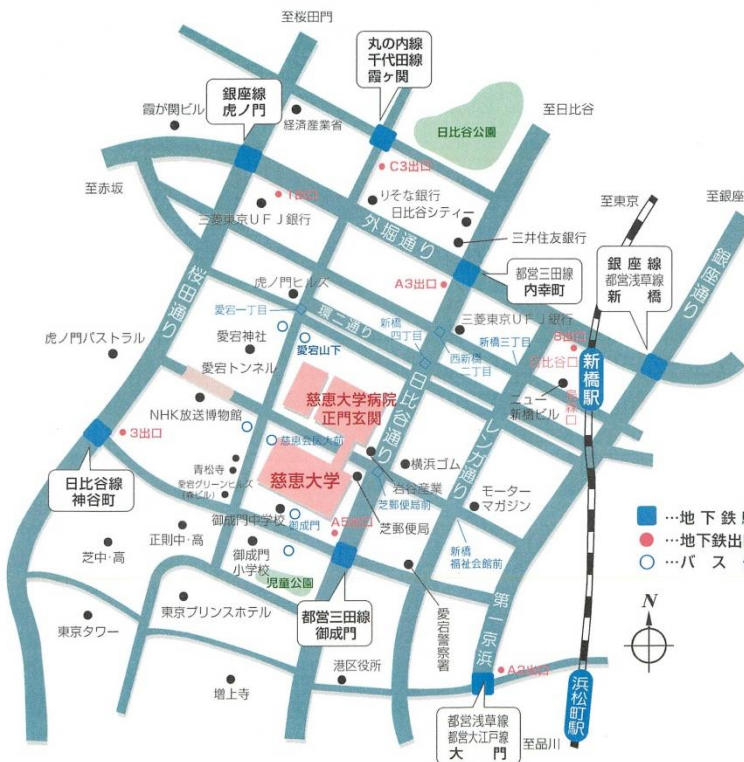 至桜田門
丸の内線
千代田線
霞ヶ関
銀座線
虎ノ門
霞が関ビル
経済産業省
日比谷公園
至日比谷
C3出口
至赤坂
1出口
りそな銀行
日比谷シティー
至東京
至銀座
三菱東京UFJ銀行
外堀通り
三井住友銀行
桜田通り
A3出口
都営三田線
内幸町
銀座線
都営浅草線
新橋
銀座通り
虎ノ門ヒルズ
愛宕一丁目
環二通り
新橋
四丁目
三菱東京UFJ銀行
新橋三丁目
西新橋
二丁目
8出口
日比谷口
烏森口
新橋駅
虎ノ門パストラル
愛宕神社
愛宕山下
愛宕トンネル
ニュー
新橋ビル
慈恵大学病院
正門玄関
日比谷通り
レンガ通り
NHK放送博物館
慈恵会医大前
3出口
日比谷線
神谷町
青松寺
愛宕グリーンヒルズ
(森ビル)
慈恵大学
横浜ゴム
岩谷産業
芝郵便局前
モーター
マガジン
御成門中学校
御成門
A5出口
芝郵便局
正則中・高
芝中・高
御成門
小学校
新橋
福祉会館前
児童公園
…地下鉄
…地下鉄出
…バス
東京プリンスホテル
都営三田線
御成門
愛宕警察署
第一京浜
N
東京タワー
港区役所
A2出口
増上寺
都営浅草線
都営大江戸線
大門
至品川
浜松町駅